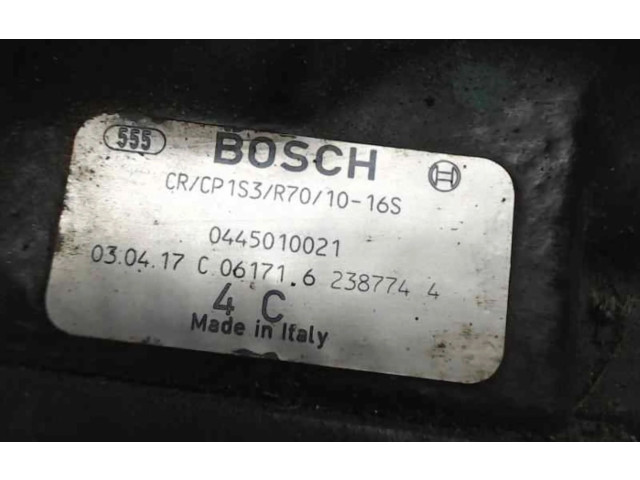 555 BOSCH
CR/CP1S3/R70/10-16S
0445010021
03.04.17 C 06171.6 238774 4
4 C
Made in Italy